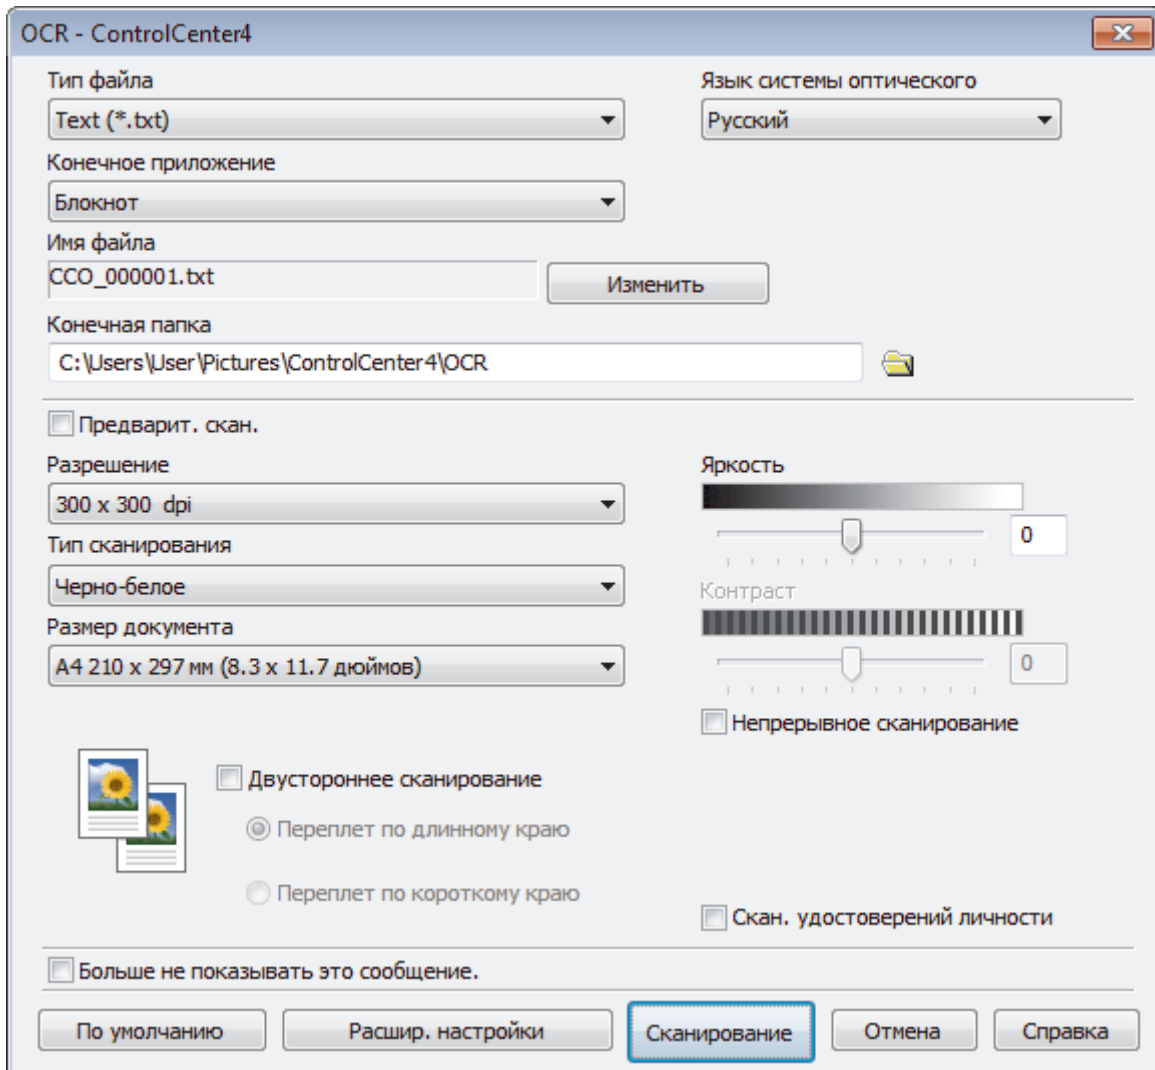 OCR - ControlCenter4
Тип файла
Язык системы оптического
Text (*.txt)
Русский
Конечное приложение
Блокнот
Имя файла
CCO_000001.txt
Изменить
Конечная папка
C:\Users\User\Pictures\ControlCenter4\OCR
Предварит. скан.
Разрешение
Яркость
300 x 300 dpi
0
Тип сканирования
Черно-белое
Контраст
Размер документа
0
A4 210 x 297 мм (8.3 x 11.7 дюймов)
Непрерывное сканирование
Двустороннее сканирование
Переплет по длинному краю
Переплет по короткому краю
Скан. удостоверений личности
Больше не показывать это сообщение.
По умолчанию
Расшир. настройки
Сканирование
Отмена
Справка